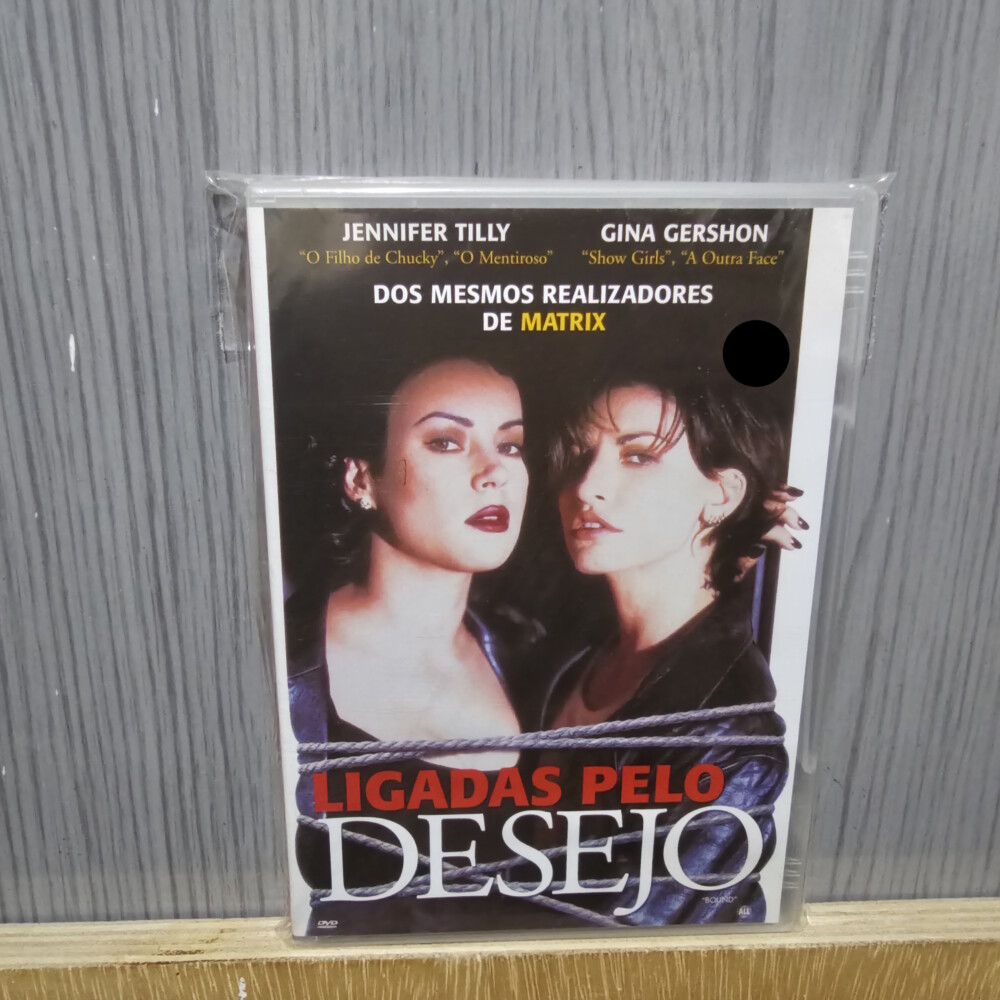 JENNIFER TILLY GINA GERSHON
"O Filho de Chucky", "O Mentiroso" "Show Girls", "A Outra Face"
DOS MESMOS REALIZADORES
DE MATRIX
LIGADAS PELO
DESEJO
"BOUND"
DVD
ALL